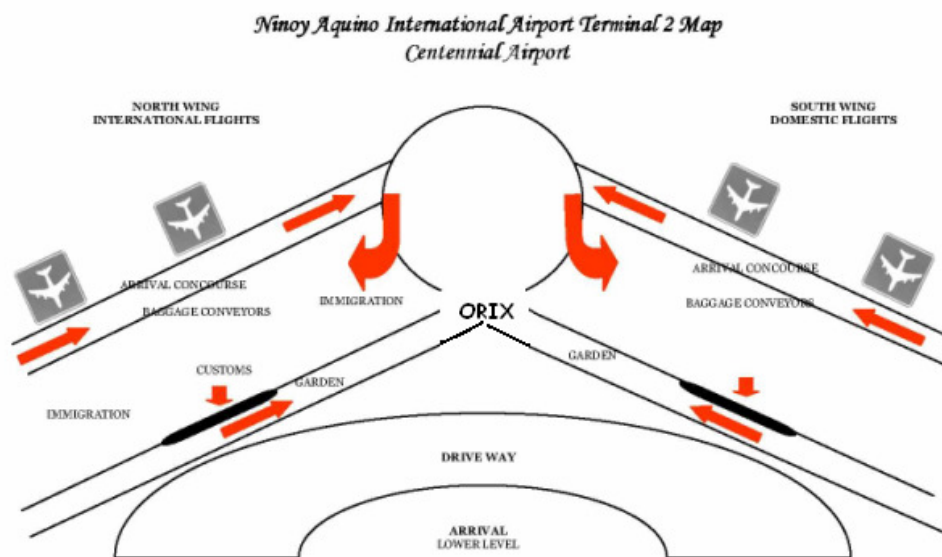 Ninoy Aquino International Airport Terminal 2 Map
Centennial Airport
NORTH WING
INTERNATIONAL FLIGHTS
SOUTH WING
DOMESTIC FLIGHTS
ARRIVAL CONCOURSE
BAGGAGE CONVEYORS
IMMIGRATION
ARRIVAL CONCOURSE
BAGGAGE CONVEYORS
ORIX
CUSTOMS
GARDEN
GARDEN
IMMIGRATION
DRIVE WAY
ARRIVAL
LOWER LEVEL